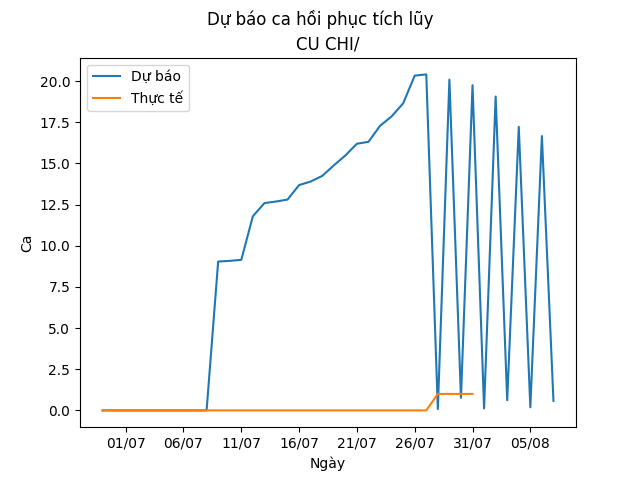 Dự báo ca hồi phục tích lũy
CU CHI/
Dự báo
Thực tế
Ca
20.0
17.5
15.0
12.5
10.0
7.5
5.0
2.5
0.0
01/07 06/07 11/07 16/07 21/07 26/07 31/07 05/08
Ngày